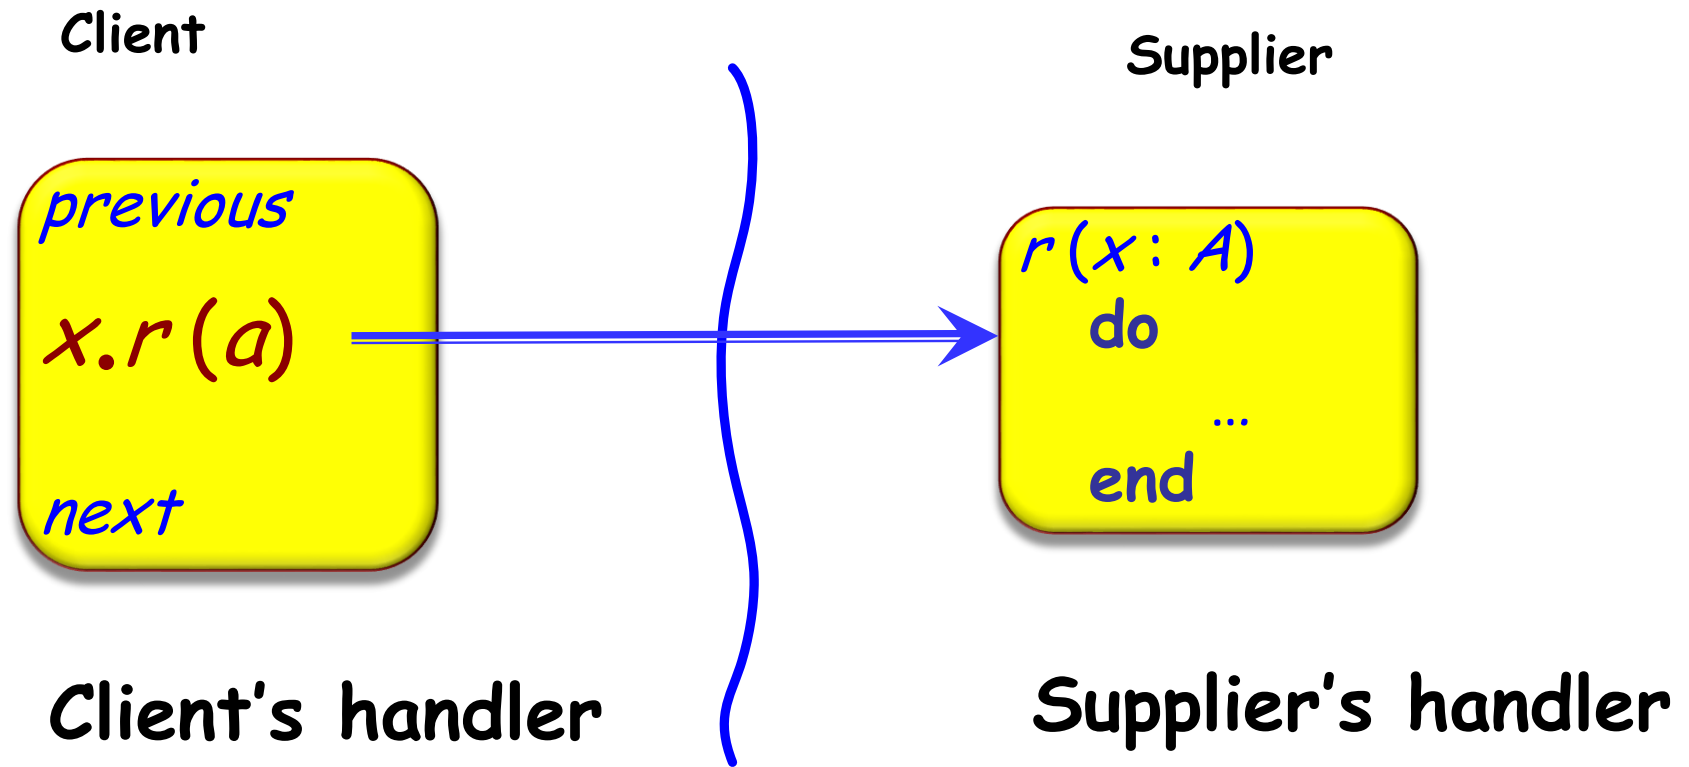 Client
Supplier
previous
x.r (a)
next
r (x : A)
do
...
end
Client’s handler
Supplier’s handler